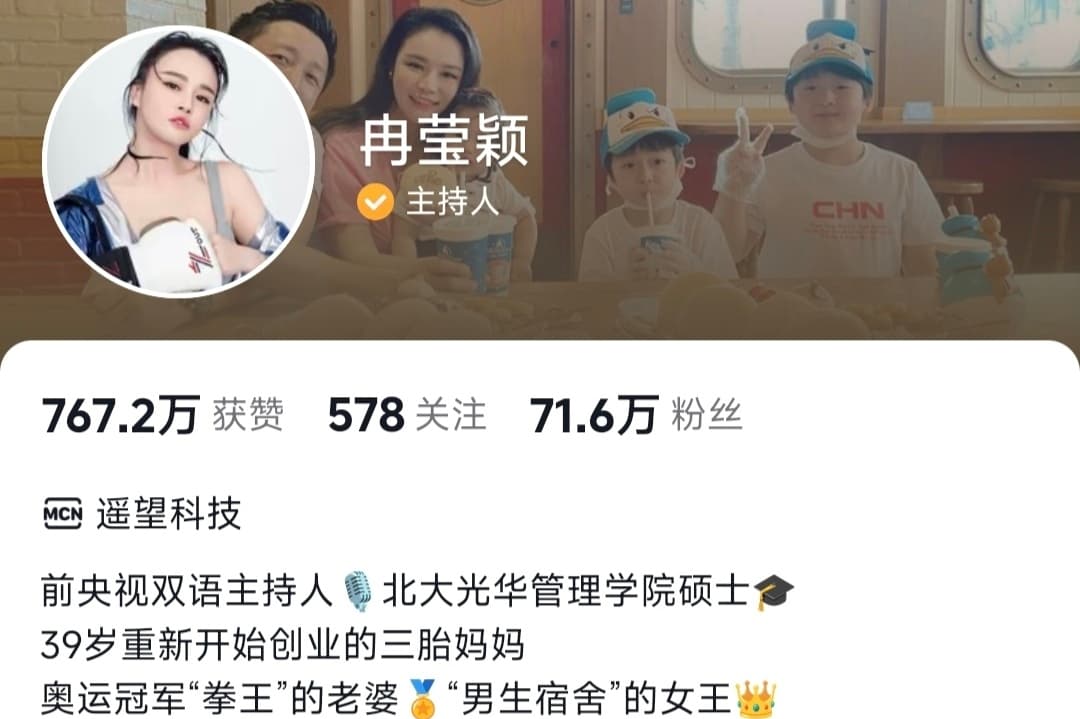 冉莹颖
主持人
CHN
767.2万 获赞 578 关注 71.6万 粉丝
MCN 遥望科技
前央视双语主持人🎙️北大光华管理学院硕士🎓
39岁重新开始创业的三胎妈妈
奥运冠军“拳王”的老婆🏅“男生宿舍”的女王👑